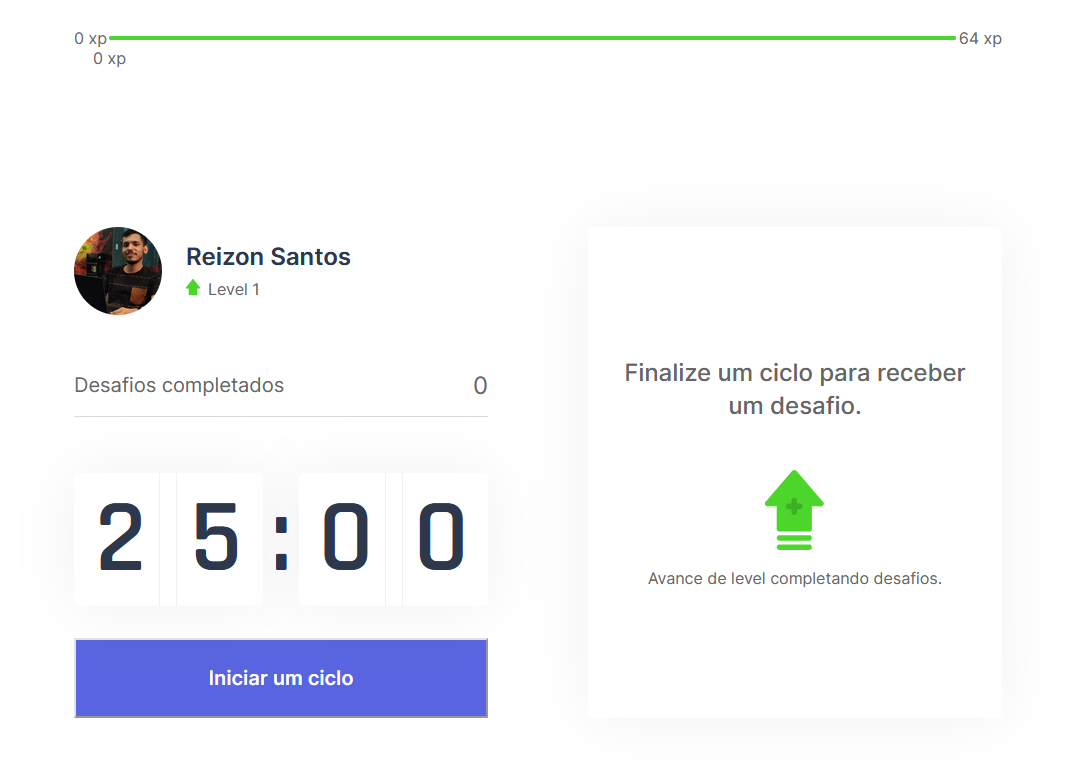 0 xp 64 xp
0 xp
Reizon Santos
Level 1
Desafios completados 0
25:00
Iniciar um ciclo
Finalize um ciclo para receber
um desafio.
Avance de level completando desafios.